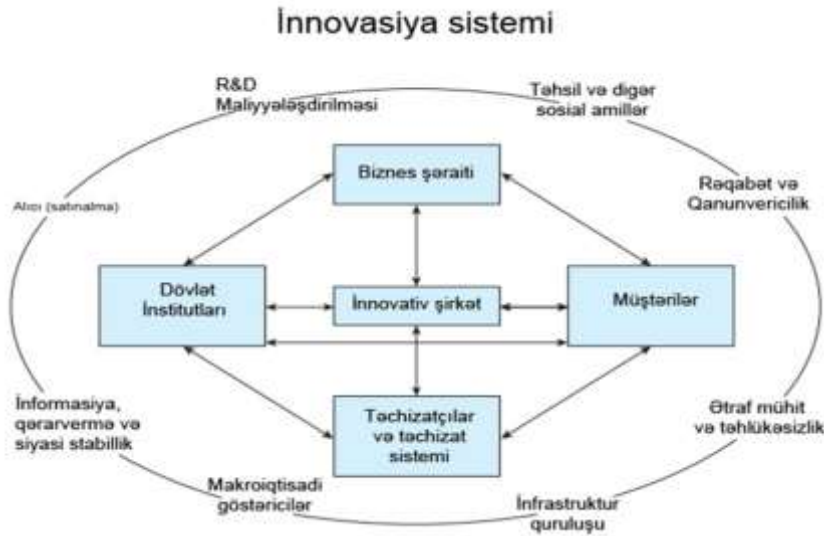 İnnovasiya sistemi
R&D
Maliyyələşdirilməsi
Təhsil və digər
sosial amillər
Biznes şəraiti
Rəqabət və
Qanunvericilik
Alıcı (satınalma)
Dövlət
İnstitutları
İnnovativ şirkət
Müştərilər
İnformasiya,
qərarvermə və
siyasi stabillik
Təchizatçılar
və təchizat
sistemi
Ətraf mühit
və təhlükəsizlik
Makroiqtisadi
göstəricilər
İnfrastruktur
quruluşu